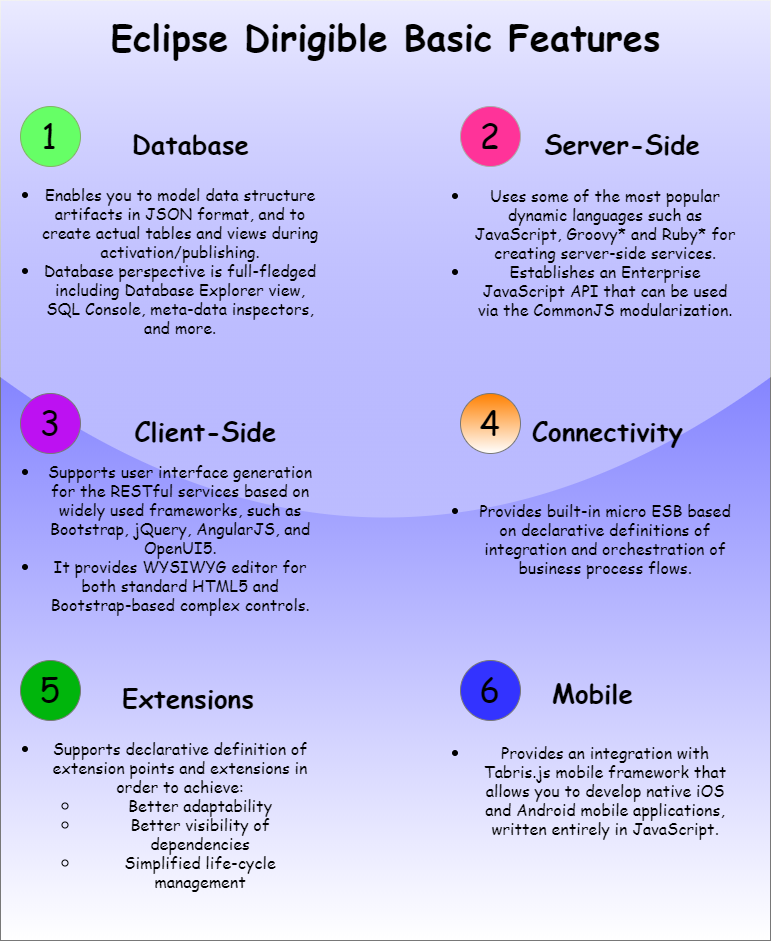 Eclipse Dirigible Basic Features
1
Database
• Enables you to model data structure
artifacts in JSON format, and to
create actual tables and views during
activation/publishing.
• Database perspective is full-fledged
including Database Explorer view,
SQL Console, meta-data inspectors,
and more.
2
Server-Side
• Uses some of the most popular
dynamic languages such as
JavaScript, Groovy* and Ruby* for
creating server-side services.
• Establishes an Enterprise
JavaScript API that can be used
via the CommonJS modularization.
3
Client-Side
• Supports user interface generation
for the RESTful services based on
widely used frameworks, such as
Bootstrap, jQuery, AngularJS, and
OpenUI5.
• It provides WYSIWYG editor for
both standard HTML5 and
Bootstrap-based complex controls.
4
Connectivity
• Provides built-in micro ESB based
on declarative definitions of
integration and orchestration of
business process flows.
5
Extensions
• Supports declarative definition of
extension points and extensions in
order to achieve:
○ Better adaptability
○ Better visibility of
dependencies
○ Simplified life-cycle
management
6
Mobile
• Provides an integration with
Tabris.js mobile framework that
allows you to develop native iOS
and Android mobile applications,
written entirely in JavaScript.